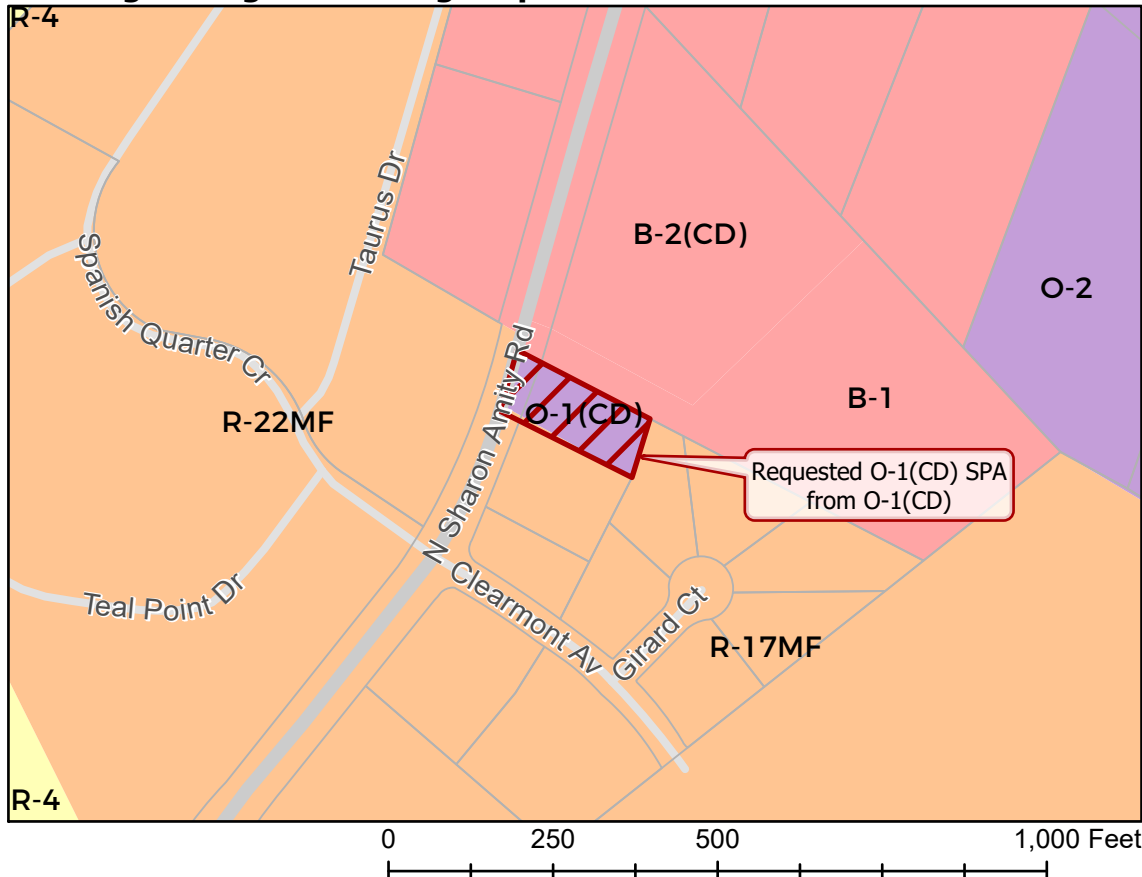 R-4
Taurus Dr
B-2(CD)
Spanish Quarter Cr
O-2
N Sharon Amity Rd
R-22MF
O-1(CD)
B-1
Requested O-1(CD) SPA
from O-1(CD)
Clearmont Av
Teal Point Dr
Girard Ct
R-17MF
R-4
0 250 500 1,000 Feet